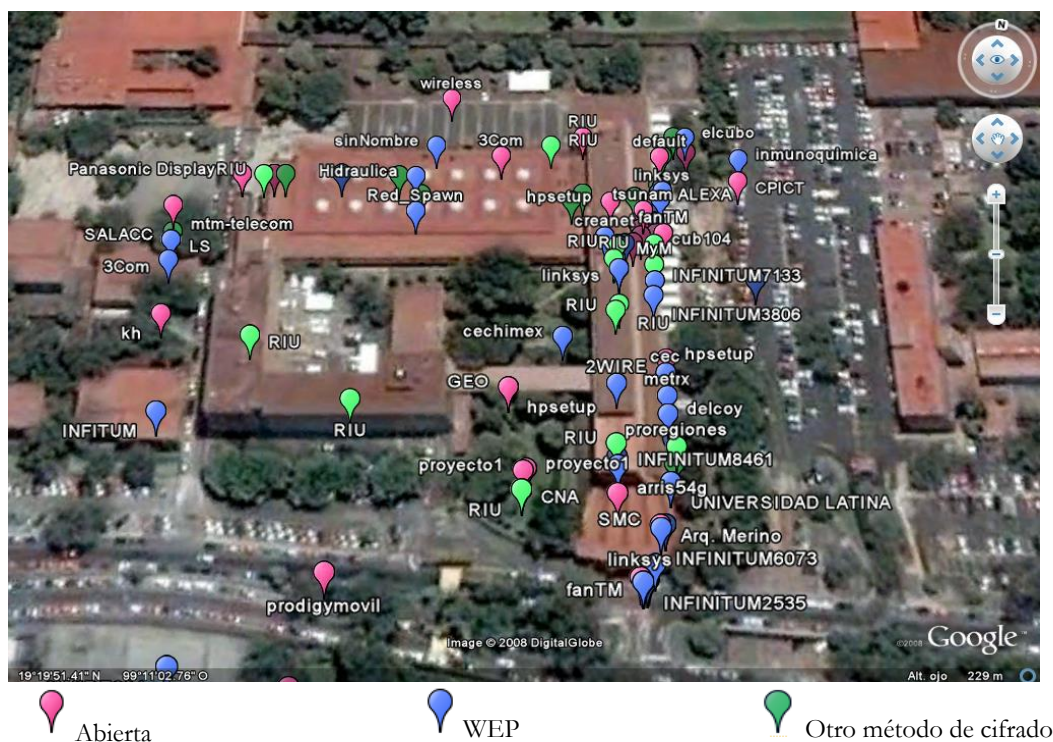 N
wireless
RIU
sinNombre
3Com
RIU
default
elcubo
inmunoquímica
Panasonic Display
RIU
Hidraulica
linksys
CPICT
Red_Spawn
hpsetup
tsunam
ALEXA
mtm-telecom
creanet
fanTM
SALACC
LS
RIU
RIU
MyM
cub104
3Com
linksys
INFINITUM7133
RIU
RIU
INFINITUM3806
kh
RIU
cechimex
cec
hpsetup
2WIRE
metrx
GEO
hpsetup
delcoy
INFITUM
RIU
RIU
proregiones
proyecto1
proyecto1
INFINITUM8461
CNA
arris54g
RIU
SMC
UNIVERSIDAD LATINA
Arq. Merino
linksys
INFINITUM6073
fanTM
INFINITUM2535
prodigymovil
Image © 2008 DigitalGlobe
©2008 Google™
19°19'51.41" N 99°11'02.76" O
Alt. ojo 229 m
Abierta
WEP
Otro método de cifrado